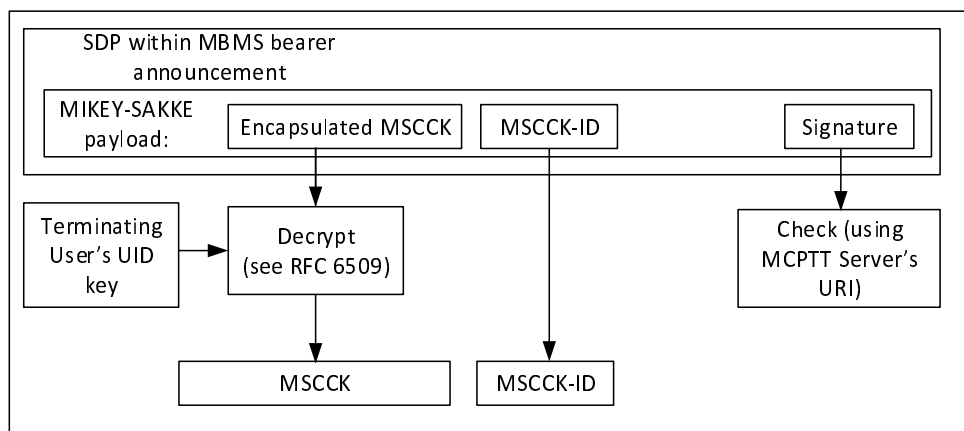 SDP within MBMS bearer
announcement
MIKEY-SAKKE
payload:
Encapsulated MSCCK
MSCCK-ID
Signature
Terminating
User's UID
key
Decrypt
(see RFC 6509)
Check (using
MCPTT Server's
URI)
MSCCK
MSCCK-ID